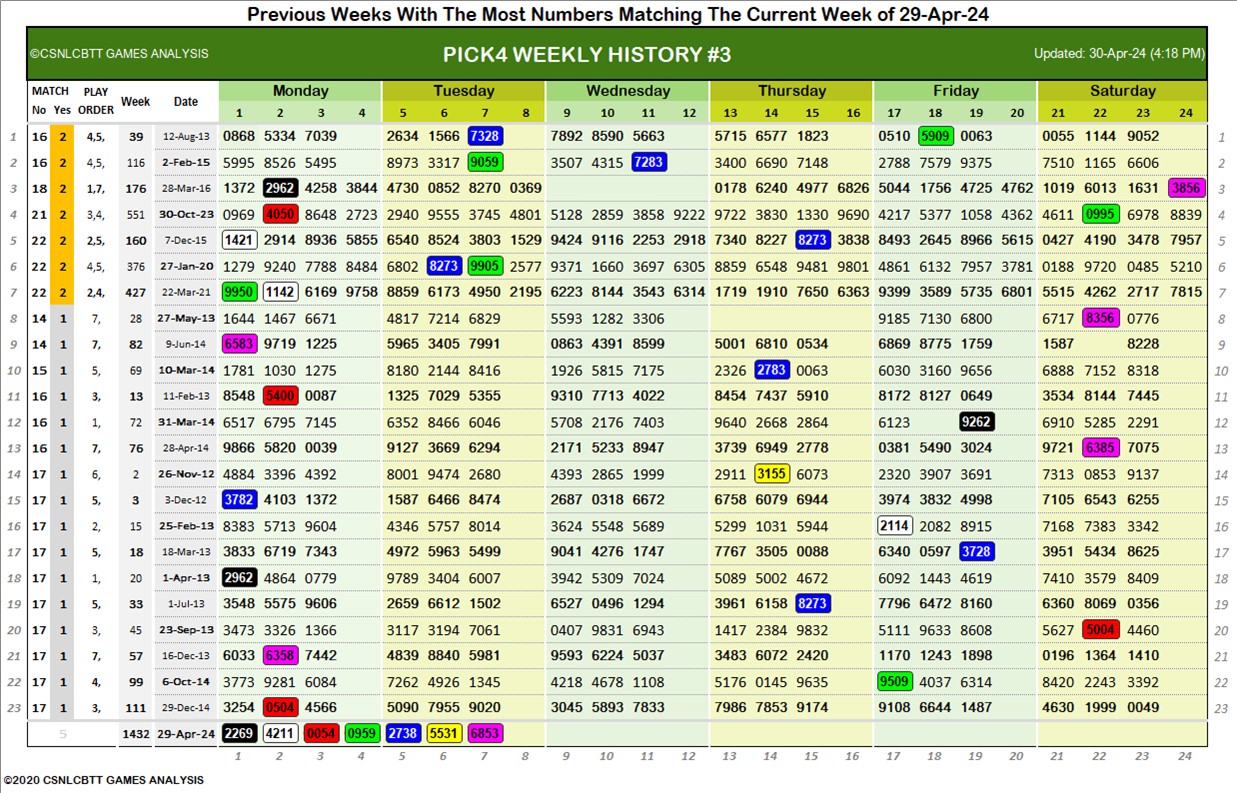 Previous Weeks With The Most Numbers Matching The Current Week of 29-Apr-24
©CSNLCBTT GAMES ANALYSIS PICK4 WEEKLY HISTORY #3 Updated: 30-Apr-24 (4:18 PM)
MATCH PLAY Week Date Monday Tuesday Wednesday Thursday Friday Saturday
No Yes ORDER 1 2 3 4 5 6 7 8 9 10 11 12 13 14 15 16 17 18 19 20 21 22 23 24
1 16 2 4,5, 39 12-Aug-13 0868 5334 7039 2634 1566 7328 7892 8590 5663 5715 6577 1823 0510 5909 0063 0055 1144 9052 1
2 16 2 4,5, 116 2-Feb-15 5995 8526 5495 8973 3317 9059 3507 4315 7283 3400 6690 7148 2788 7579 9375 7510 1165 6606 2
3 18 2 1,7, 176 28-Mar-16 1372 2962 4258 3844 4730 0852 8270 0369 0178 6240 4977 6826 5044 1756 4725 4762 1019 6013 1631 3856 3
4 21 2 3,4, 551 30-Oct-23 0969 4050 8648 2723 2940 9555 3745 4801 5128 2859 3858 9222 9722 3830 1330 9690 4217 5377 1058 4362 4611 0995 6978 8839 4
5 22 2 2,5, 160 7-Dec-15 1421 2914 8936 5855 6540 8524 3803 1529 9424 9116 2253 2918 7340 8227 8273 3838 8493 2645 8966 5615 0427 4190 3478 7957 5
6 22 2 4,5, 376 27-Jan-20 1279 9240 7788 8484 6802 8273 9905 2577 9371 1660 3697 6305 8859 6548 9481 9801 4861 6132 7957 3781 0188 9720 0485 5210 6
7 22 2 2,4, 427 22-Mar-21 9950 1142 6169 9758 8859 6173 4950 2195 6223 8144 3543 6314 1719 1910 7650 6363 9399 3589 5735 6801 5515 4262 2717 7815 7
8 14 1 7, 28 27-May-13 1644 1467 6671 4817 7214 6829 5593 1282 3306 9185 7130 6800 6717 8356 0776 8
9 14 1 7, 82 9-Jun-14 6583 9719 1225 5965 3405 7991 0863 4391 8599 5001 6810 0534 6869 8775 1759 1587 8228 9
10 15 1 5, 69 10-Mar-14 1781 1030 1275 8180 2144 8416 1926 5815 7175 2326 2783 0063 6030 3160 9656 6888 7152 8318 10
11 16 1 3, 13 11-Feb-13 8548 5400 0087 1325 7029 5355 9310 7713 4022 8454 7437 5910 8172 8127 0649 3534 8144 7445 11
12 16 1 1, 72 31-Mar-14 6517 6795 7145 6352 8466 6046 5708 2176 7403 9640 2668 2864 6123 9262 6910 5285 2291 12
13 16 1 7, 76 28-Apr-14 9866 5820 0039 9127 3669 6294 2171 5233 8947 3739 6949 2778 0381 5490 3024 9721 6385 7075 13
14 17 1 6, 2 26-Nov-12 4884 3396 4392 8001 9474 2680 4393 2865 1999 2911 3155 6073 2320 3907 3691 7313 0853 9137 14
15 17 1 5, 3 3-Dec-12 3782 4103 1372 1587 6466 8474 2687 0318 6672 6758 6079 6944 3974 3832 4998 7105 6543 6255 15
16 17 1 2, 15 25-Feb-13 8383 5713 9604 4346 5757 8014 3624 5548 5689 5299 1031 5944 2114 2082 8915 7168 7383 3342 16
17 17 1 5, 18 18-Mar-13 3833 6719 7343 4972 5963 5499 9041 4276 1747 7767 3505 0088 6340 0597 3728 3951 5434 8625 17
18 17 1 1, 20 1-Apr-13 2962 4864 0779 9789 3404 6007 3942 5309 7024 5089 5002 4672 6092 1443 4619 7410 3579 8409 18
19 17 1 5, 33 1-Jul-13 3548 5575 9606 2659 6612 1502 6527 0496 1294 3961 6158 8273 7796 6472 8160 6360 8069 0356 19
20 17 1 3, 45 23-Sep-13 3473 3326 1366 3117 3194 7061 0407 9831 6943 1417 2384 9832 5111 9633 8608 5627 5004 4460 20
21 17 1 7, 57 16-Dec-13 6033 6358 7442 4839 8840 5981 9593 6224 5037 3483 6072 2420 1170 1243 1898 0196 1364 1410 21
22 17 1 4, 99 6-Oct-14 3773 9281 6084 7262 4926 1345 4218 4678 1108 5176 0145 9635 9509 4037 6314 8420 2243 3392 22
23 17 1 3, 111 29-Dec-14 3254 0504 4566 5090 7955 9020 3045 5893 7833 7986 7853 9174 9108 6644 1487 4630 1999 0049 23
5 1432 29-Apr-24 2269 4211 0054 0959 2738 5531 6853
1 2 3 4 5 6 7 8 9 10 11 12 13 14 15 16 17 18 19 20 21 22 23 24
©2020 CSNLCBTT GAMES ANALYSIS